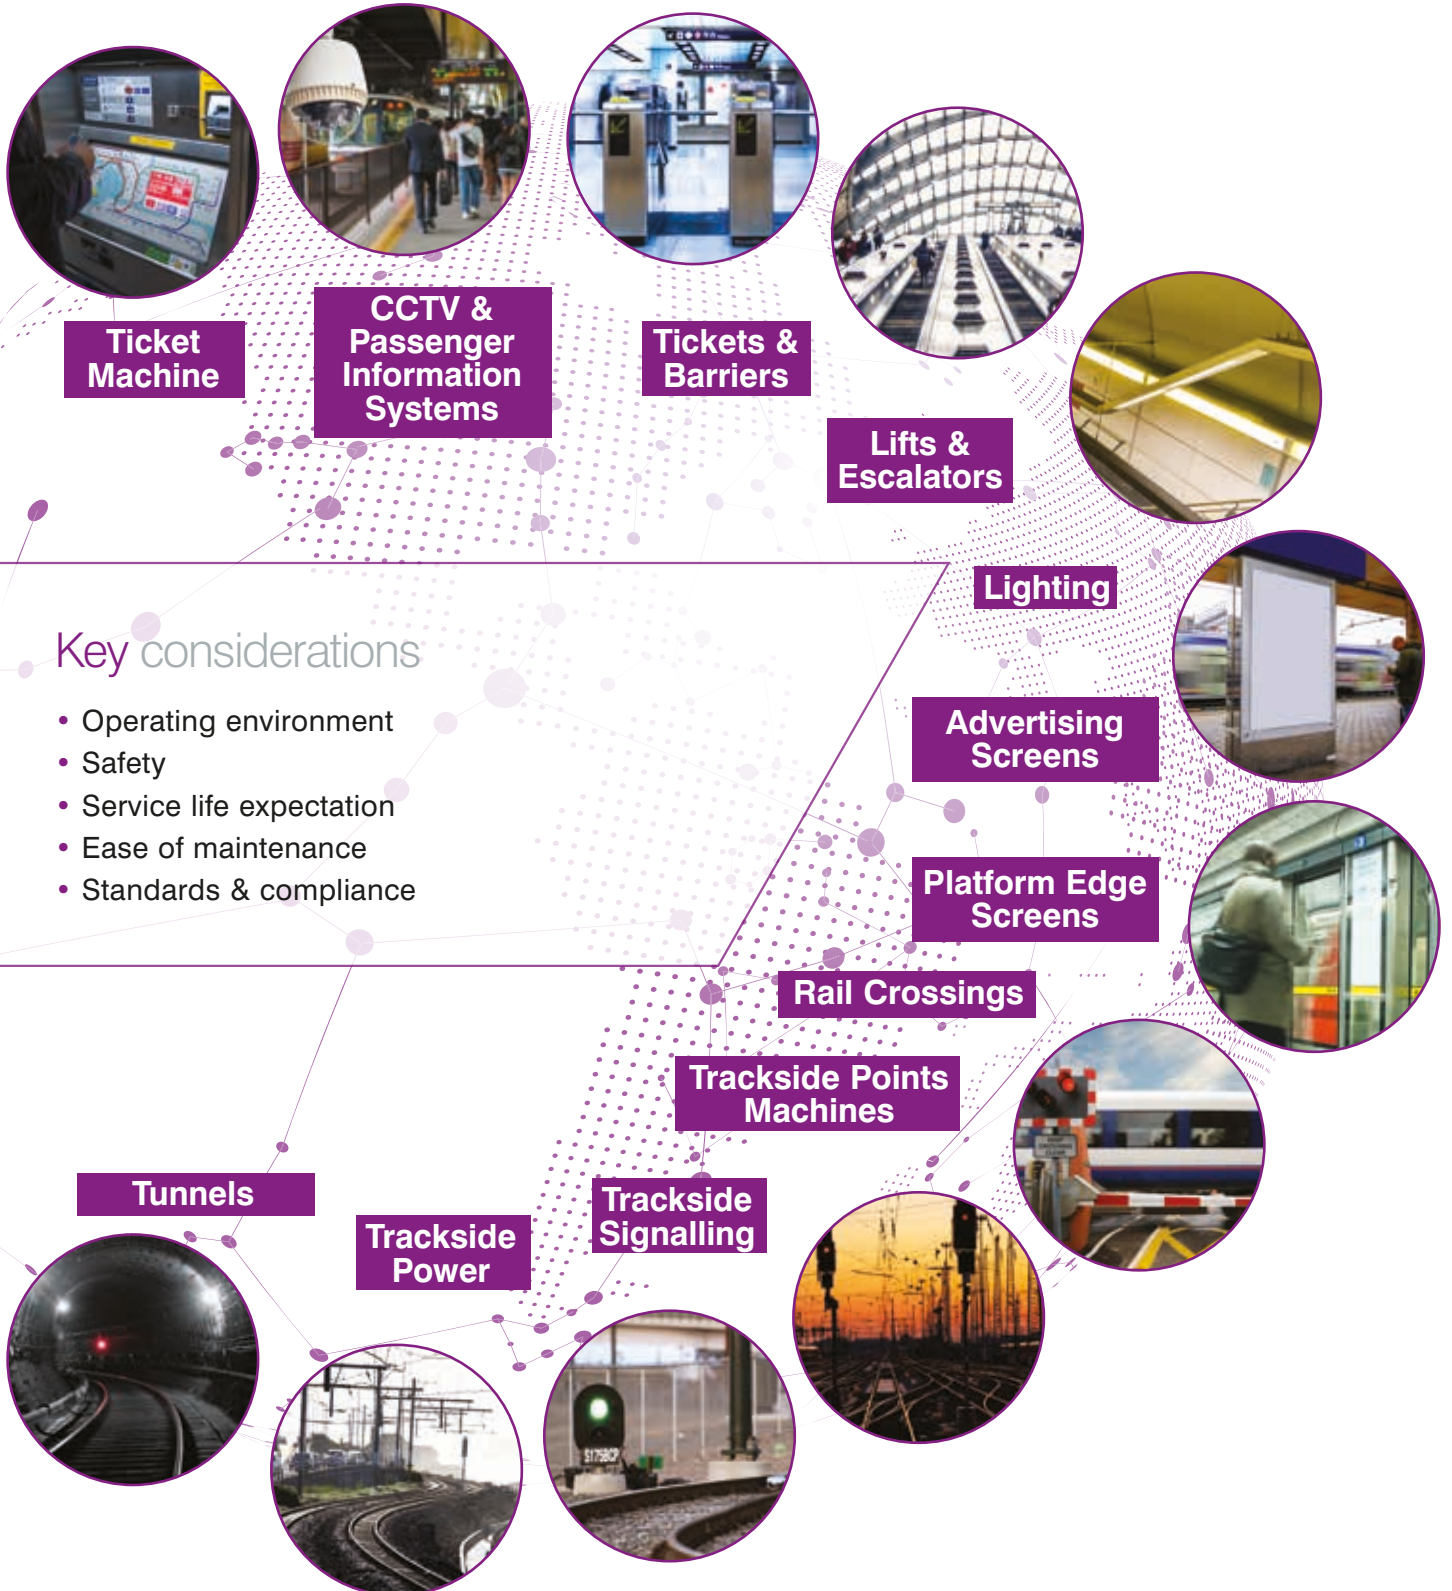 Ticket
Machine
CCTV &
Passenger
Information
Systems
Tickets &
Barriers
Lifts &
Escalators
Lighting
Key considerations
• Operating environment
• Safety
• Service life expectation
• Ease of maintenance
• Standards & compliance
Advertising
Screens
Platform Edge
Screens
Rail Crossings
Trackside Points
Machines
Trackside
Signalling
Trackside
Power
Tunnels
S175BCP